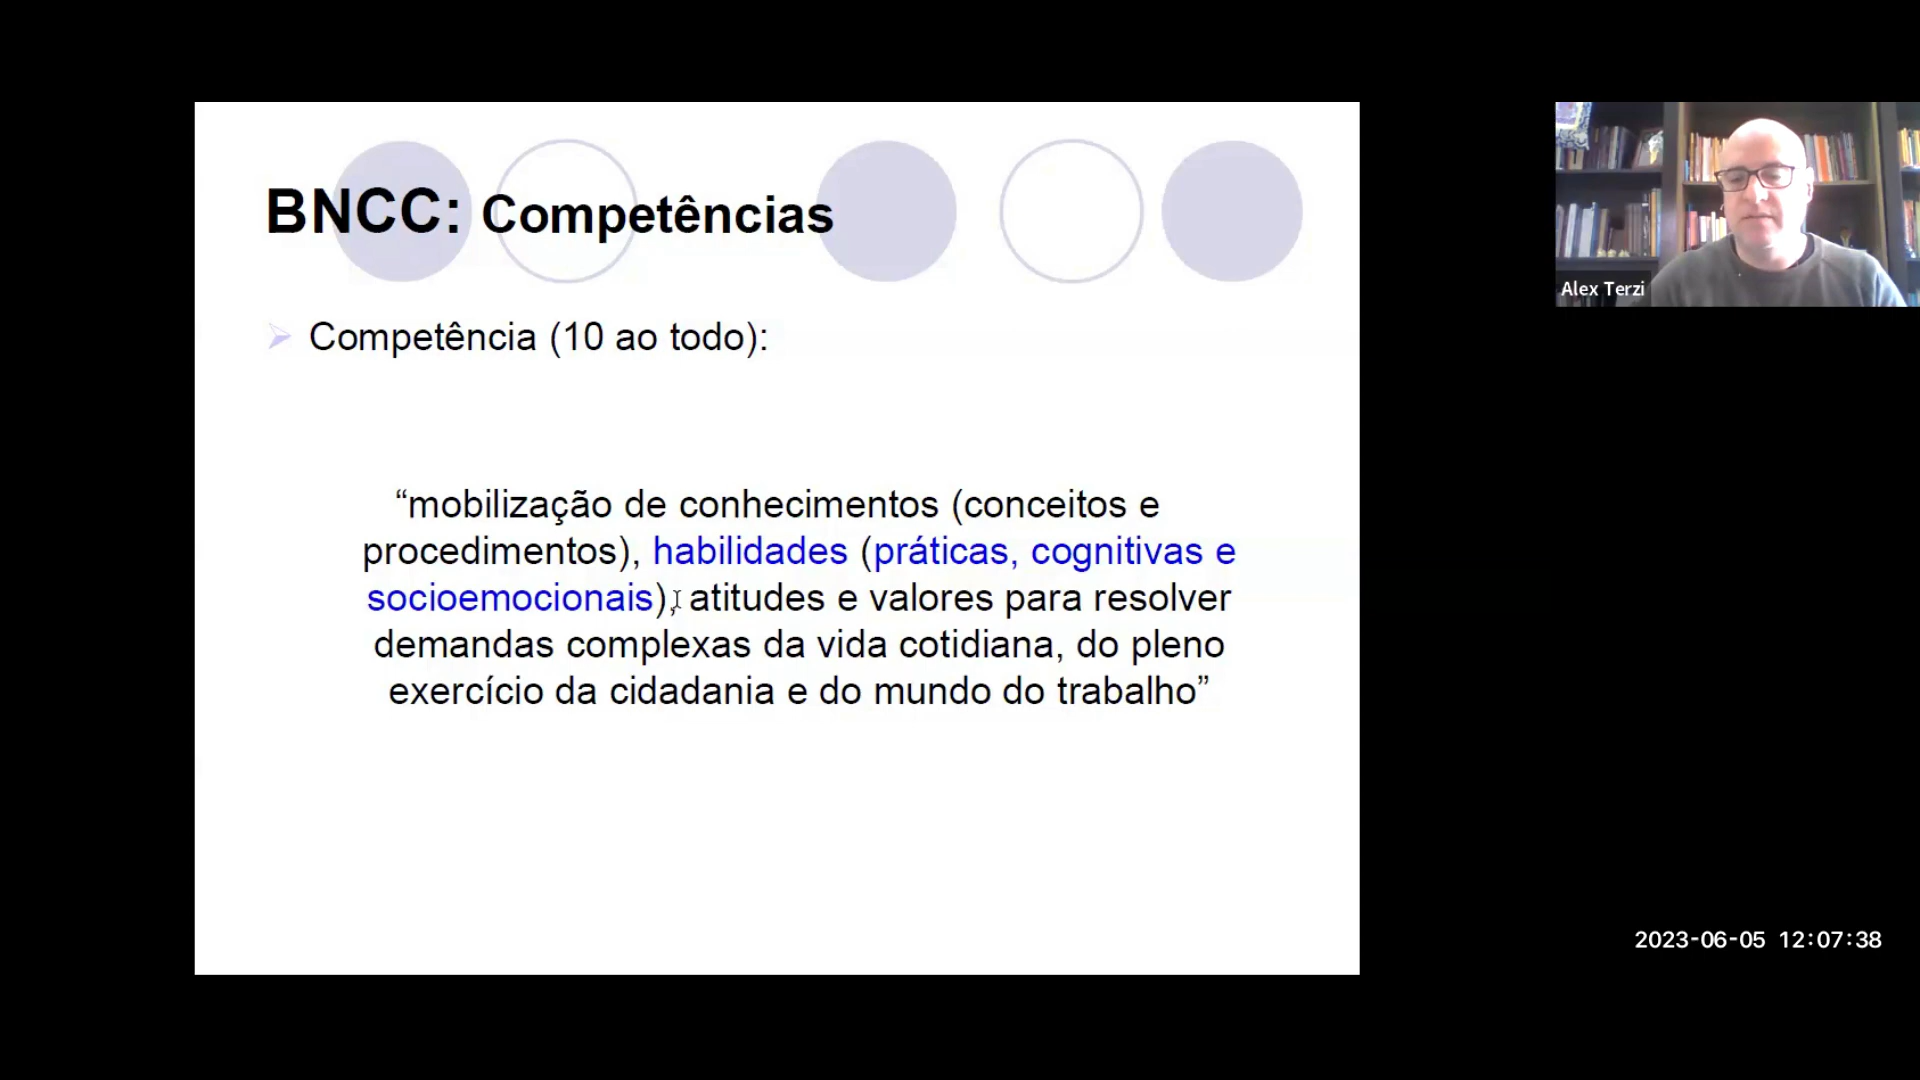 BNCC: Competências
Competência (10 ao todo):
“mobilização de conhecimentos (conceitos e
procedimentos), habilidades (práticas, cognitivas e
socioemocionais), atitudes e valores para resolver
demandas complexas da vida cotidiana, do pleno
exercício da cidadania e do mundo do trabalho”
Alex Terzi
2023-06-05 12:07:38